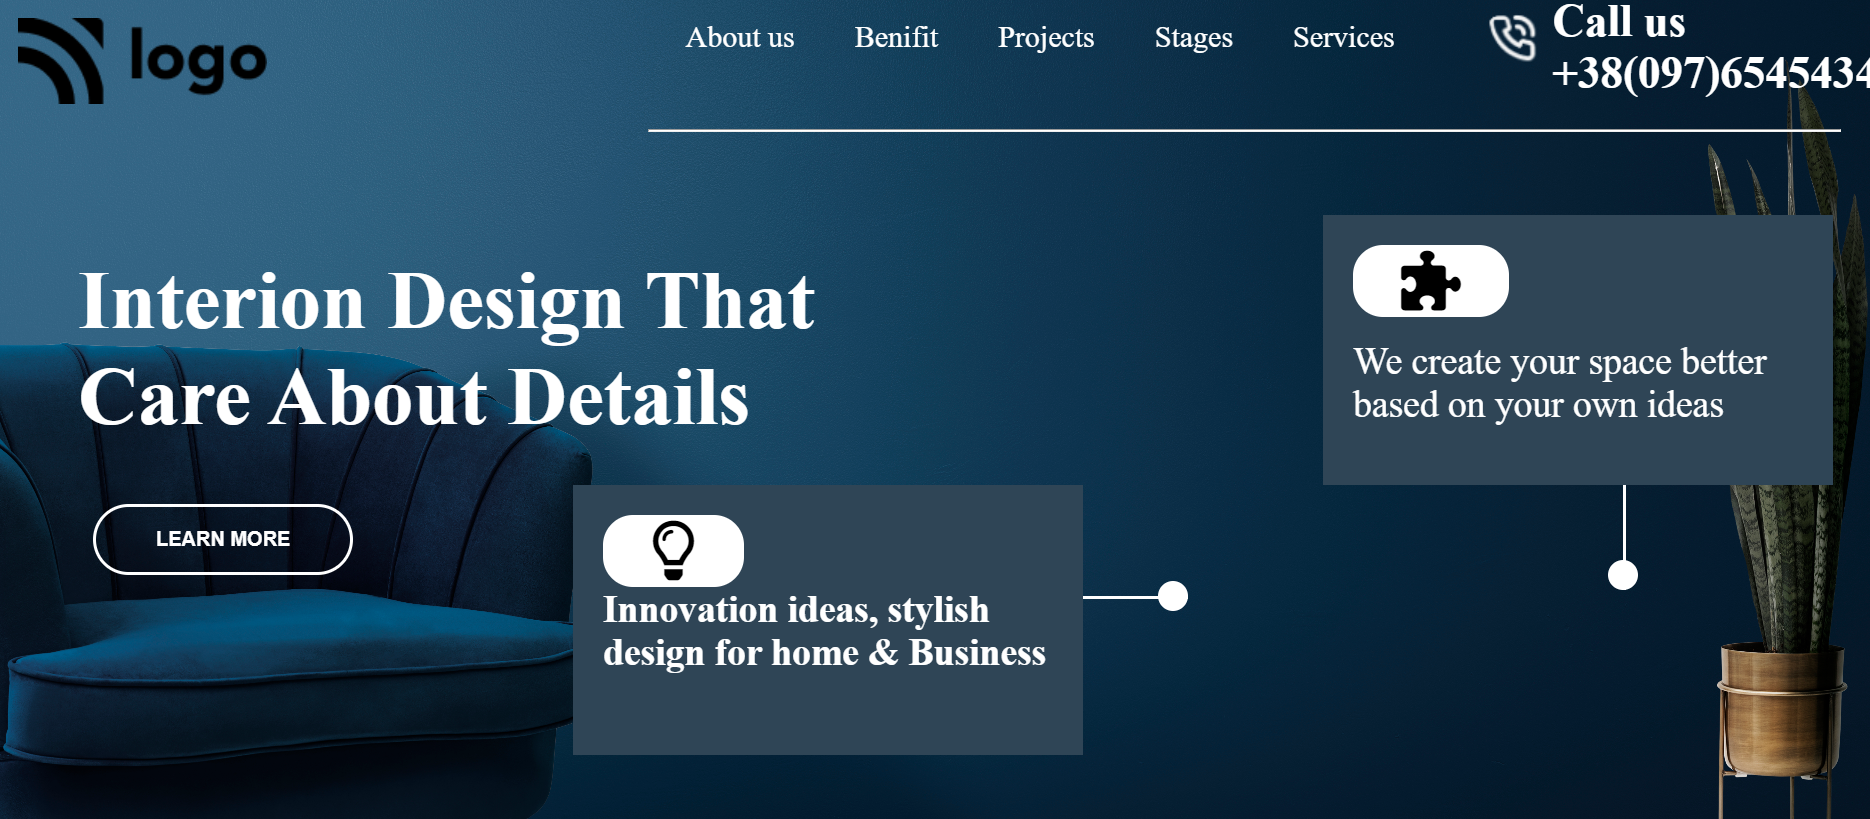 logo
About us
Benifit
Projects
Stages
Services
Call us
+38(097)6545434
Interion Design That
Care About Details
LEARN MORE
We create your space better
based on your own ideas
Innovation ideas, stylish
design for home & Business